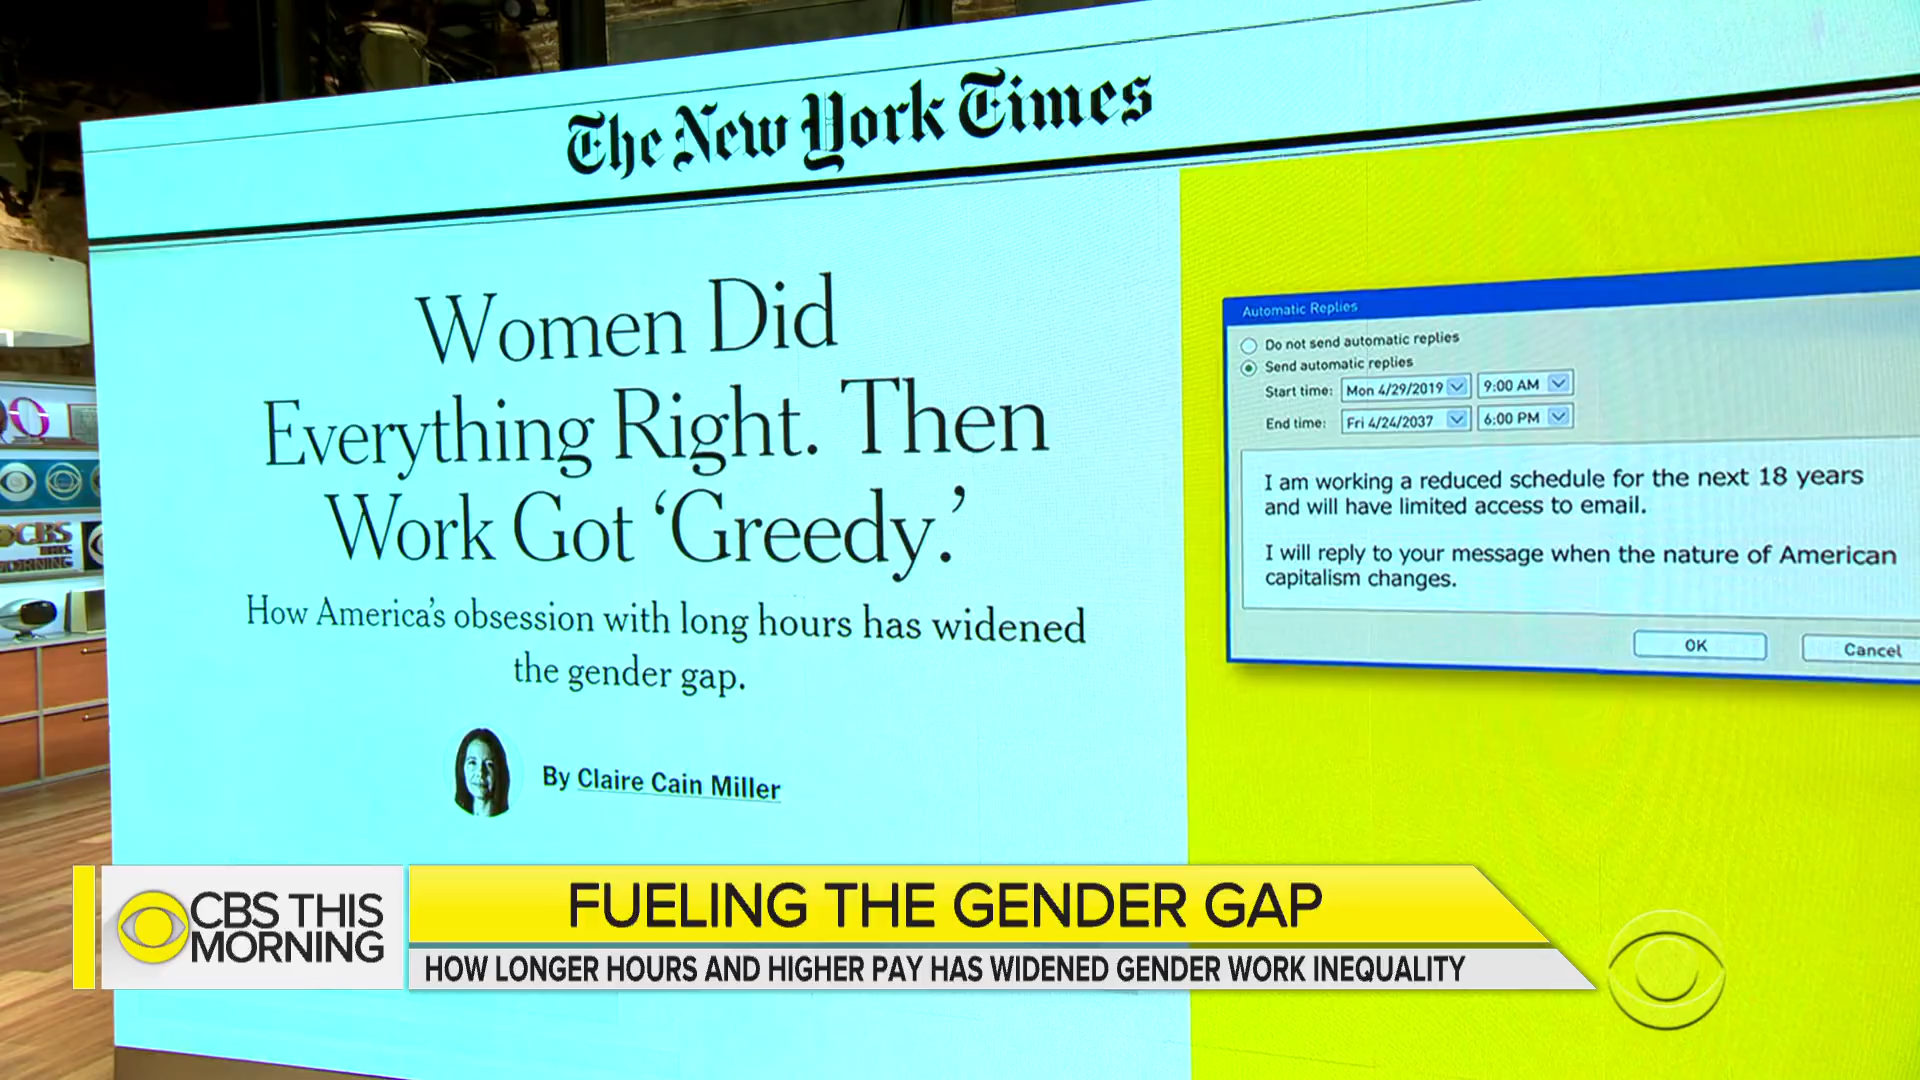 The New York Times
Women Did
Everything Right. Then
Work Got ‘Greedy.’
How America's obsession with long hours has widened
the gender gap.
By Claire Cain Miller
Automatic Replies
Do not send automatic replies
Send automatic replies
Start time: Mon 4/29/2019 9:00 AM
End time: Fri 4/24/2037 6:00 PM
I am working a reduced schedule for the next 18 years
and will have limited access to email.
I will reply to your message when the nature of American
capitalism changes.
OK Cancel
CBS
THIS
MORNING
CBS THIS
MORNING
FUELING THE GENDER GAP
HOW LONGER HOURS AND HIGHER PAY HAS WIDENED GENDER WORK INEQUALITY